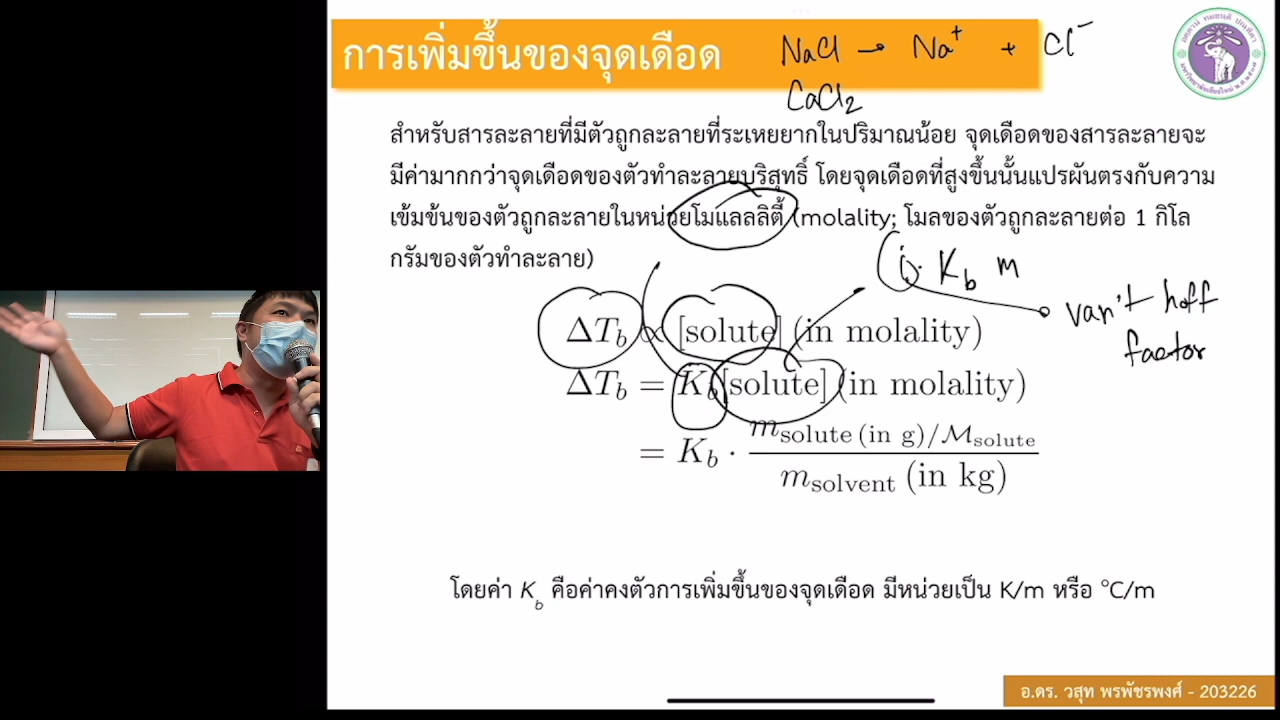 การเพิ่มขึ้นของจุดเดือด
NaCl → Na⁺ + Cl⁻
CaCl₂
สำหรับสารละลายที่มีตัวถูกละลายที่ระเหยยากในปริมาณน้อย จุดเดือดของสารละลายจะ
มีค่ามากกว่าจุดเดือดของตัวทำละลายบริสุทธิ์ โดยจุดเดือดที่สูงขึ้นนั้นแปรผันตรงกับความ
เข้มข้นของตัวถูกละลายในหน่วยโมแลลลิตี้ (molality; โมลของตัวถูกละลายต่อ 1 กิโล
กรัมของตัวทำละลาย)
i · K_b m
van't hoff
factor
ΔT_b ∝ [solute] (in molality)
ΔT_b = K_b[solute] (in molality)
= K_b · m_solute (in g)/ℳ_solute
m_solvent (in kg)
โดยค่า K_b คือค่าคงตัวการเพิ่มขึ้นของจุดเดือด มีหน่วยเป็น K/m หรือ °C/m
อ.ดร. วสุท พรพัชรพงศ์ - 203226